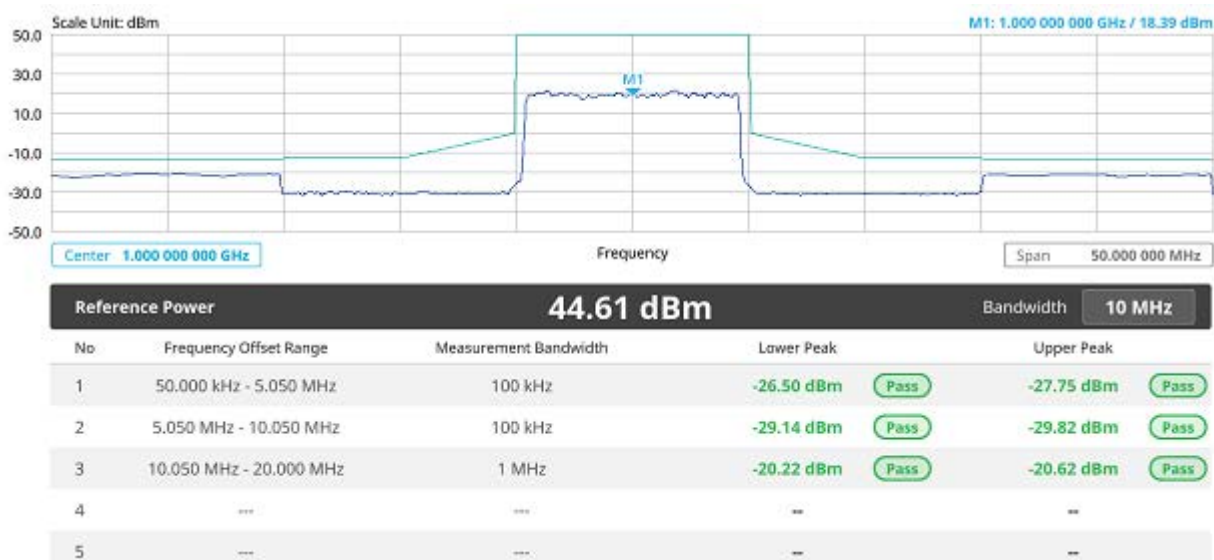 Scale Unit: dBm M1: 1.000 000 000 GHz / 18.39 dBm
50.0
30.0
M1
10.0
-10.0
-30.0
-50.0
Center 1.000 000 000 GHz Frequency Span 50.000 000 MHz
Reference Power 44.61 dBm Bandwidth 10 MHz
No Frequency Offset Range Measurement Bandwidth Lower Peak Upper Peak
1 50.000 kHz - 5.050 MHz 100 kHz -26.50 dBm Pass -27.75 dBm Pass
2 5.050 MHz - 10.050 MHz 100 kHz -29.14 dBm Pass -29.82 dBm Pass
3 10.050 MHz - 20.000 MHz 1 MHz -20.22 dBm Pass -20.62 dBm Pass
4 --- --- -- --
5 --- --- -- --